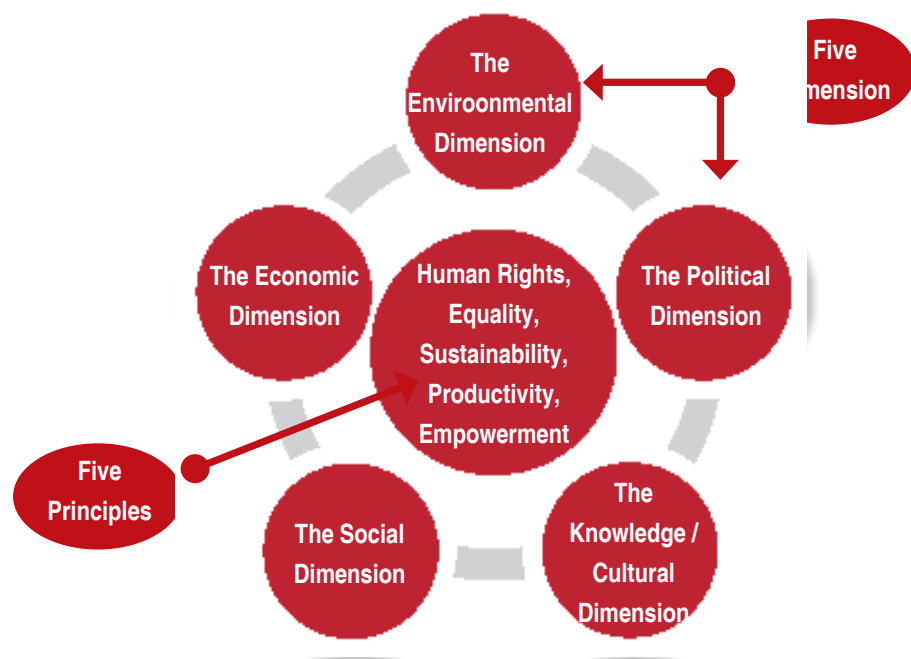 The
Enviroonmental
Dimension
Five
mension
The Economic
Dimension
Human Rights,
Equality,
Sustainability,
Productivity,
Empowerment
The Political
Dimension
Five
Principles
The Social
Dimension
The
Knowledge /
Cultural
Dimension